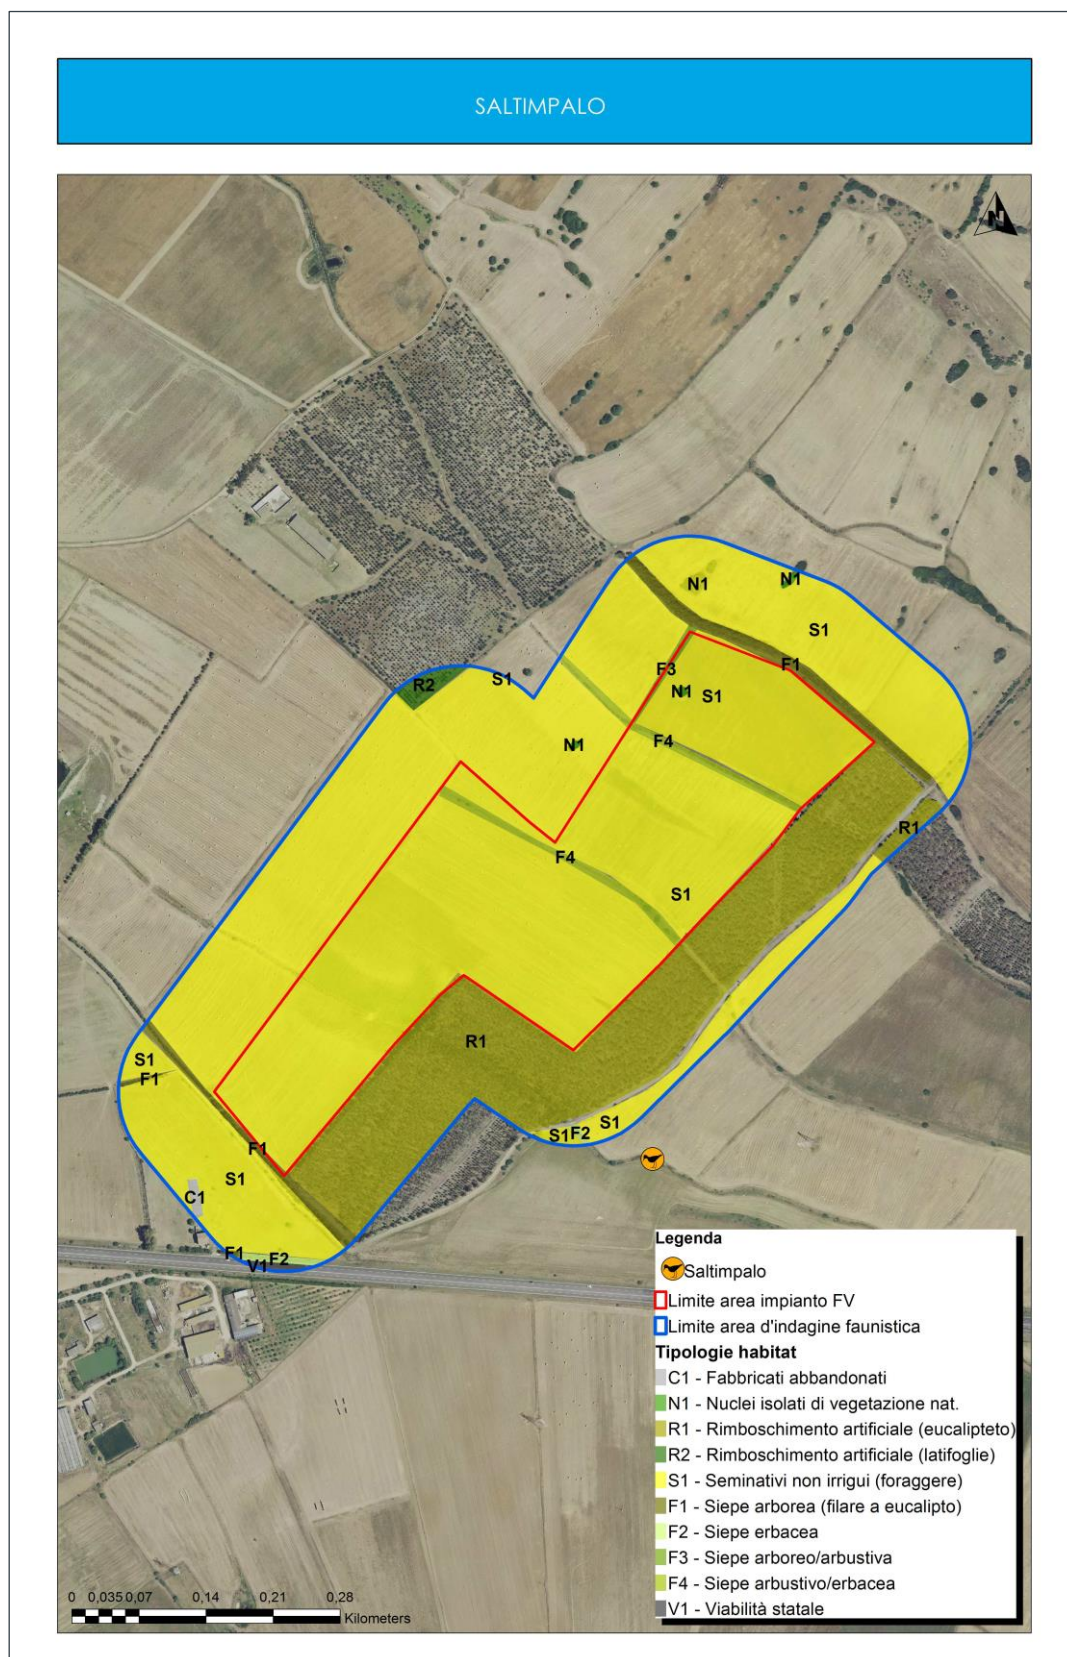 SALTIMPALO
N
N1
N1
S1
F3
F1
R2
S1
N1
S1
F4
N1
R1
F4
S1
R1
S1
F1
F1
S1
F2
S1
S1
C1
F1
F2
V1
Legenda
Saltimpalo
Limite area impianto FV
Limite area d'indagine faunistica
Tipologie habitat
C1 - Fabbricati abbandonati
N1 - Nuclei isolati di vegetazione nat.
R1 - Rimboschimento artificiale (eucalipteto)
R2 - Rimboschimento artificiale (latifoglie)
S1 - Seminativi non irrigui (foraggere)
F1 - Siepe arborea (filare a eucalipto)
F2 - Siepe erbacea
F3 - Siepe arboreo/arbustiva
F4 - Siepe arbustivo/erbacea
V1 - Viabilità statale
0 0,035 0,07 0,14 0,21 0,28
Kilometers